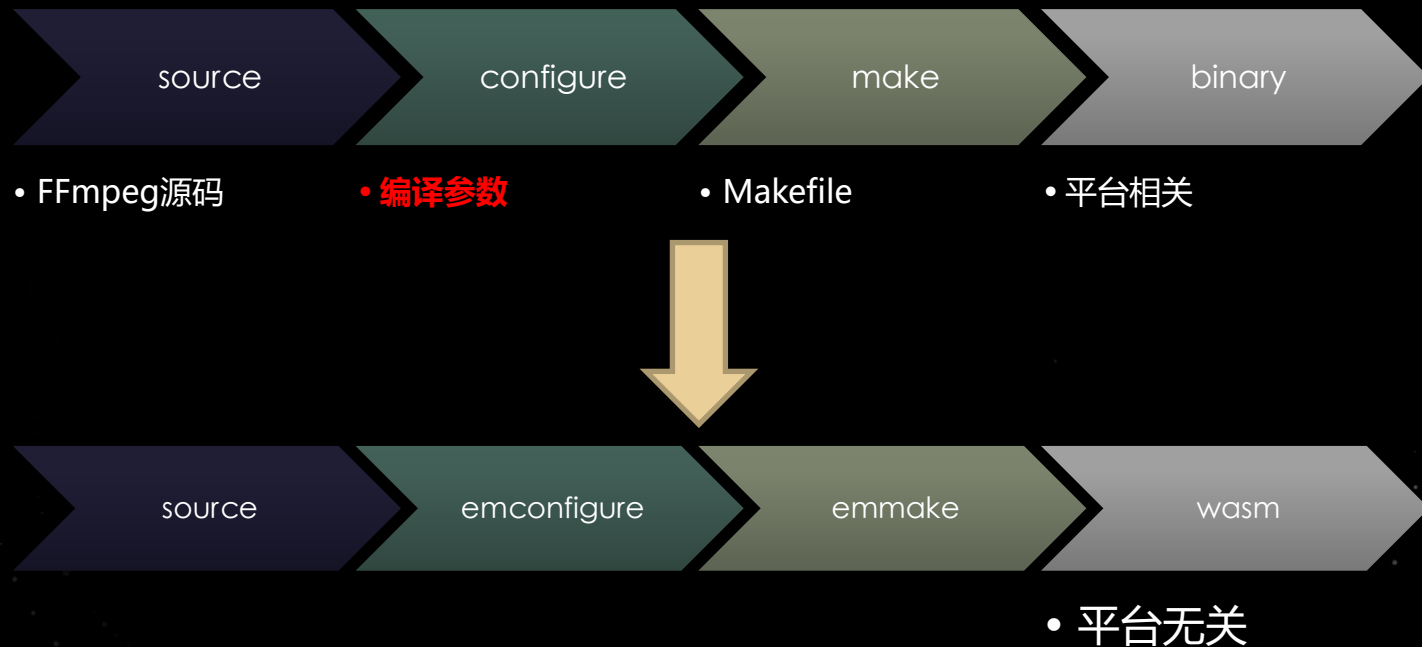 source
configure
make
binary
• FFmpeg源码
• 编译参数
• Makefile
• 平台相关
source
emconfigure
emmake
wasm
• 平台无关